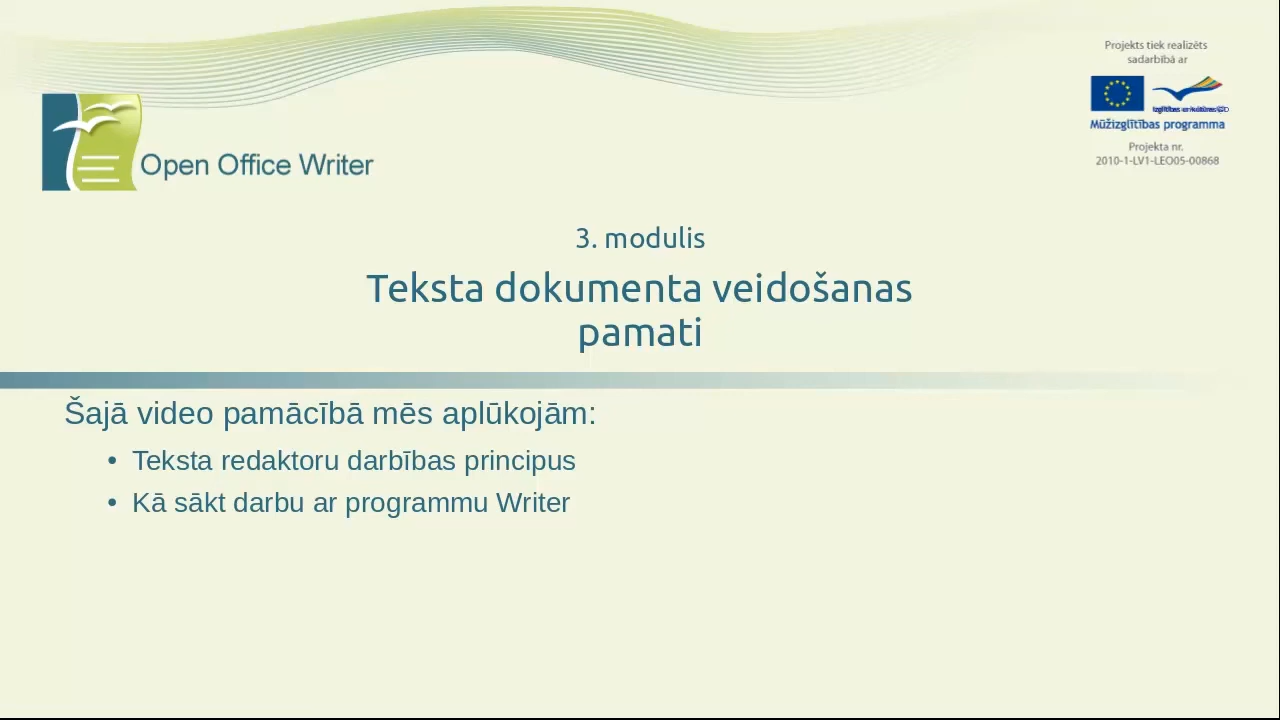 Projekts tiek realizēts
sadarbībā ar
Mūžizglītības programma
Projekta nr.
2010-1-LV1-LEO05-00868
Open Office Writer
3. modulis
Teksta dokumenta veidošanas
pamati
Šajā video pamācībā mēs aplūkojām:
• Teksta redaktoru darbības principus
• Kā sākt darbu ar programmu Writer